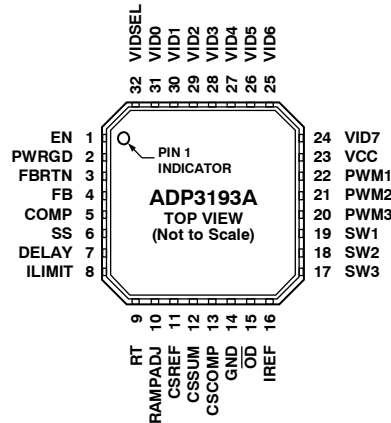 32 VIDSEL
31 VID0
30 VID1
29 VID2
28 VID3
27 VID4
26 VID5
25 VID6
EN 1
PWRGD 2
FBRTN 3
FB 4
COMP 5
SS 6
DELAY 7
ILIMIT 8
PIN 1
INDICATOR
ADP3193A
TOP VIEW
(Not to Scale)
24 VID7
23 VCC
22 PWM1
21 PWM2
20 PWM3
19 SW1
18 SW2
17 SW3
RT 9
RAMPADJ 10
CSREF 11
CSSUM 12
CSCOMP 13
GND 14
O̅D̅ 15
IREF 16